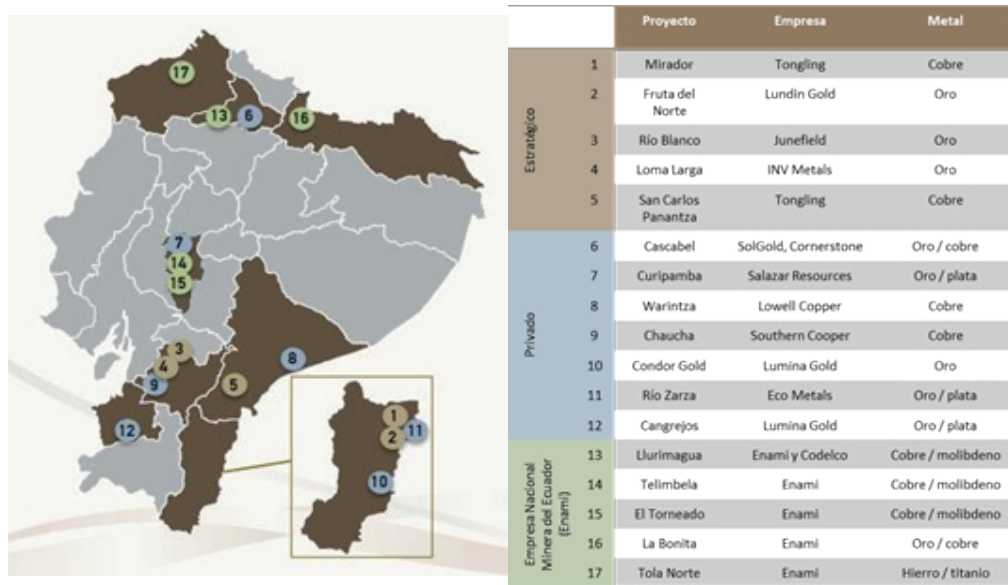 17
13
6
16
7
14
15
3
4
9
5
8
12
1
2
11
10
Proyecto Empresa Metal
Estratégico
1 Mirador Tongling Cobre
2 Fruta del Norte Lundin Gold Oro
3 Río Blanco Junefield Oro
4 Loma Larga INV Metals Oro
5 San Carlos Panantza Tongling Cobre
Privado
6 Cascabel SolGold, Cornerstone Oro / cobre
7 Curipamba Salazar Resources Oro / plata
8 Warintza Lowell Copper Cobre
9 Chaucha Southern Cooper Cobre
10 Condor Gold Lumina Gold Oro
11 Río Zarza Eco Metals Oro / plata
12 Cangrejos Lumina Gold Oro / plata
Empresa Nacional
Minera del Ecuador
(Enami)
13 Llurimagua Enami y Codelco Cobre / molibdeno
14 Telimbela Enami Cobre / molibdeno
15 El Torneado Enami Cobre / molibdeno
16 La Bonita Enami Oro / cobre
17 Tola Norte Enami Hierro / titanio